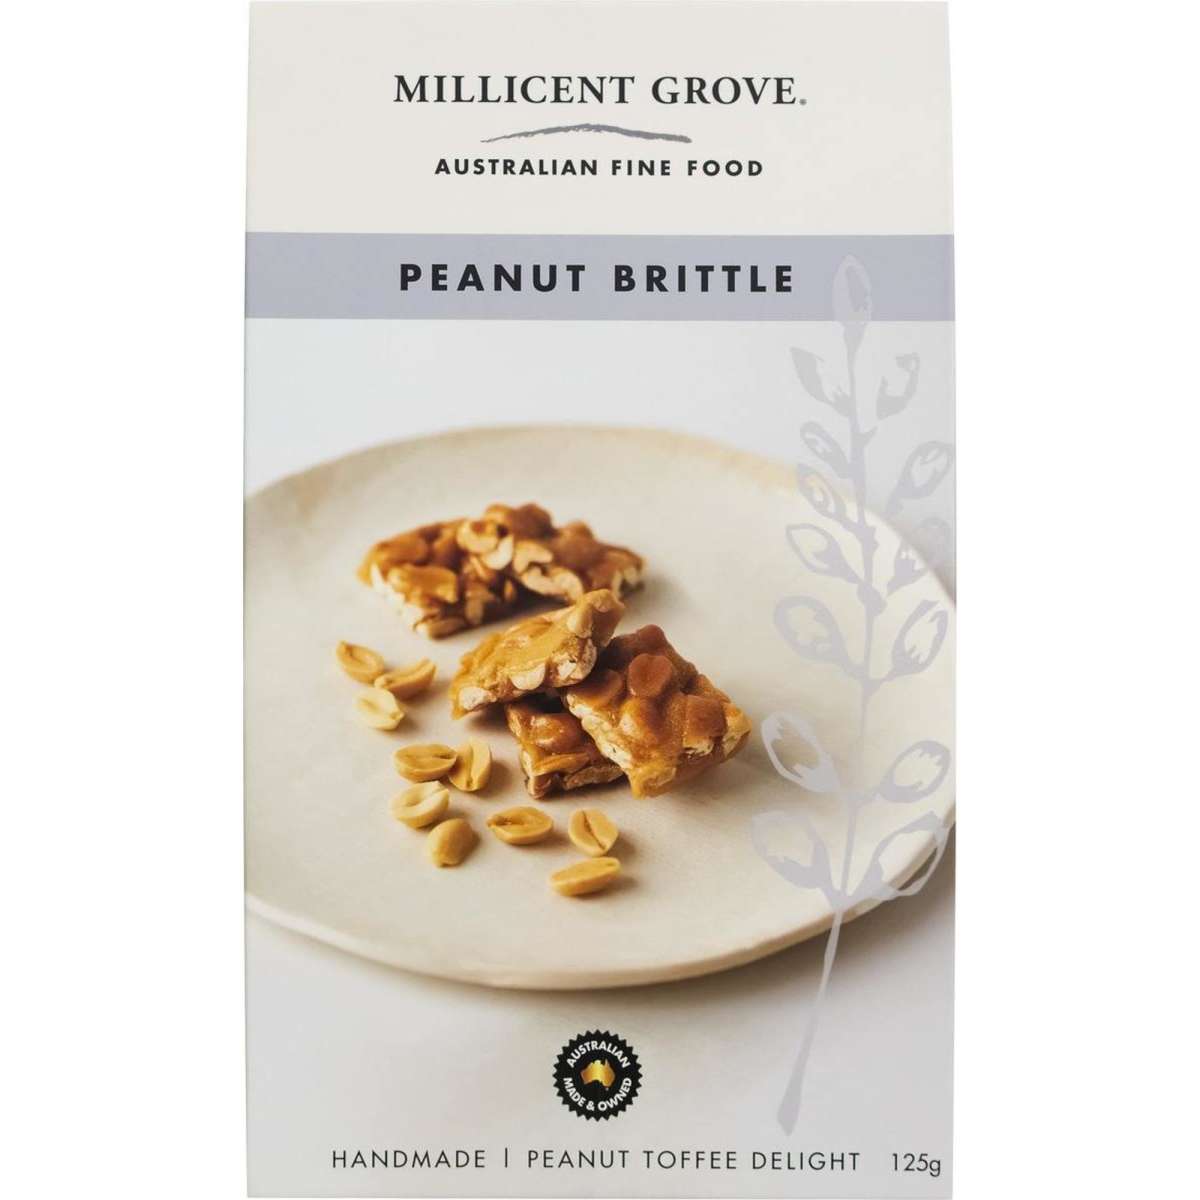 MILLICENT GROVE®
AUSTRALIAN FINE FOOD
PEANUT BRITTLE
AUSTRALIAN
MADE & OWNED
HANDMADE | PEANUT TOFFEE DELIGHT 125g